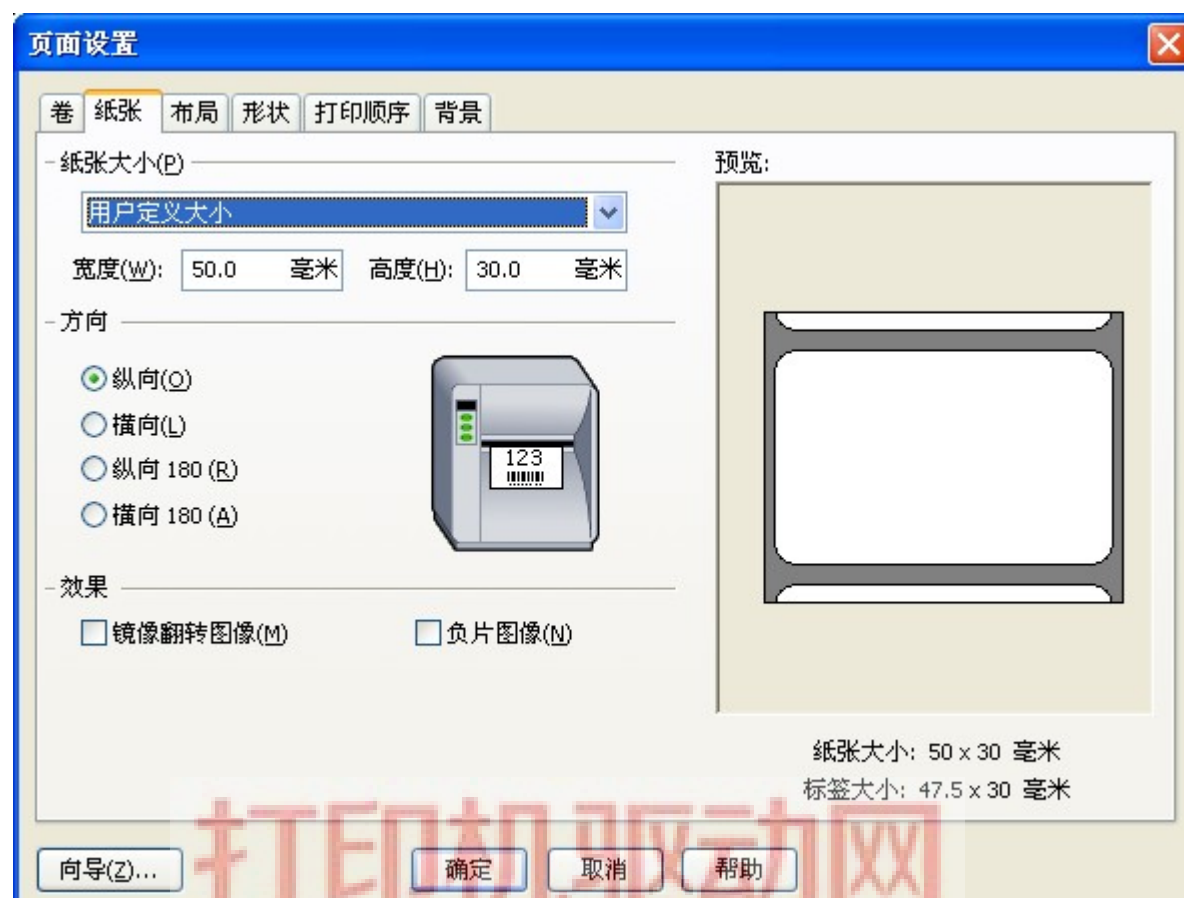 页面设置
卷 纸张 布局 形状 打印顺序 背景
纸张大小(P)
预览:
用户定义大小
宽度(W): 50.0 毫米 高度(H): 30.0 毫米
方向
纵向(O)
横向(L)
纵向 180 (R)
横向 180 (A)
123
效果
镜像翻转图像(M) 负片图像(N)
纸张大小: 50 x 30 毫米
标签大小: 47.5 x 30 毫米
打印机驱动网
向导(Z)... 确定 取消 帮助